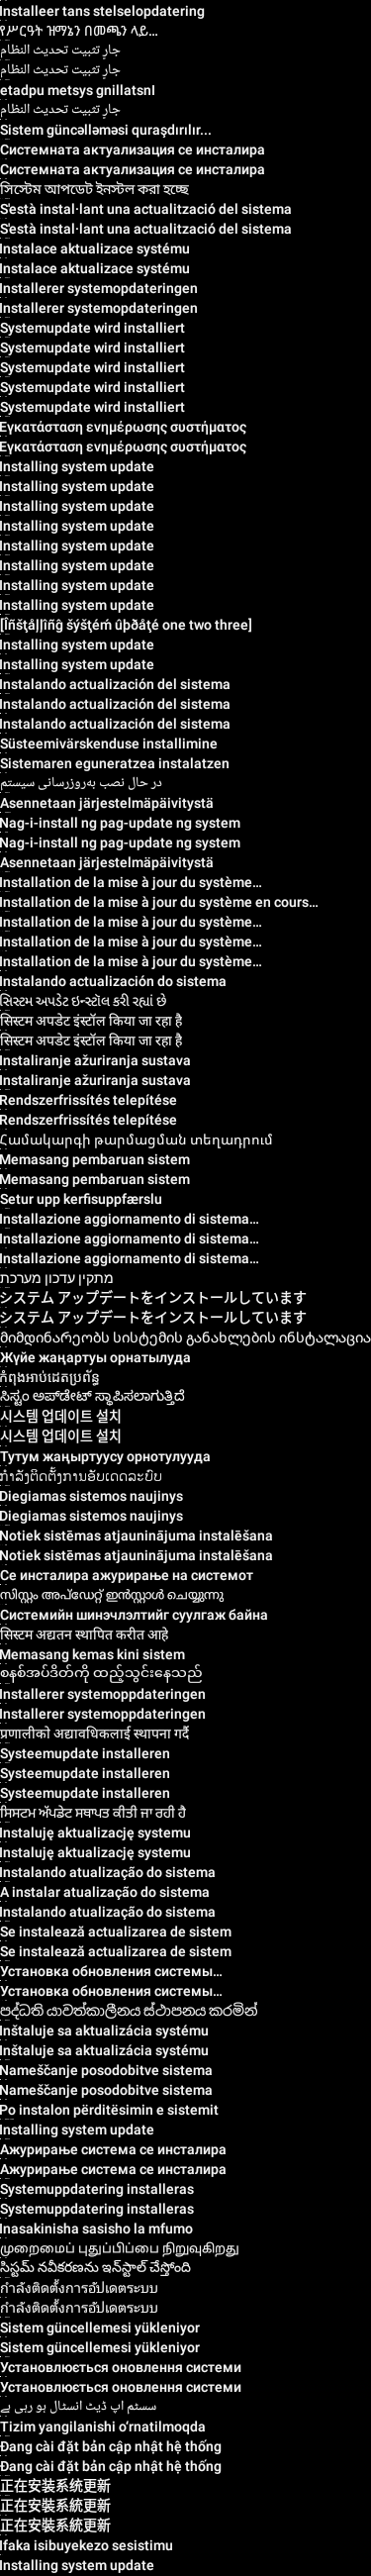 Installeer tans stelselopdatering
የሥርዓት ዝማኔን በመጫን ላይ…
جارٍ تثبيت تحديث النظام
جارٍ تثبيت تحديث النظام
etadpu metsys gnillatsnI
جارٍ تثبيت تحديث النظام
Sistem güncəlləməsi quraşdırılır...
Системната актуализация се инсталира
Системната актуализация се инсталира
সিস্টেম আপডেট ইনস্টল করা হচ্ছে
S'està instal·lant una actualització del sistema
S'està instal·lant una actualització del sistema
Instalace aktualizace systému
Instalace aktualizace systému
Installerer systemopdateringen
Installerer systemopdateringen
Systemupdate wird installiert
Systemupdate wird installiert
Systemupdate wird installiert
Systemupdate wird installiert
Systemupdate wird installiert
Εγκατάσταση ενημέρωσης συστήματος
Εγκατάσταση ενημέρωσης συστήματος
Installing system update
Installing system update
Installing system update
Installing system update
Installing system update
Installing system update
Installing system update
Installing system update
[Îñšţåļļîñĝ šýšţéḿ ûþðåţé one two three]
Installing system update
Installing system update
Instalando actualización del sistema
Instalando actualización del sistema
Instalando actualización del sistema
Süsteemivärskenduse installimine
Sistemaren eguneratzea instalatzen
در حال نصب به‌روزرسانی سیستم
Asennetaan järjestelmäpäivitystä
Nag-i-install ng pag-update ng system
Nag-i-install ng pag-update ng system
Asennetaan järjestelmäpäivitystä
Installation de la mise à jour du système…
Installation de la mise à jour du système en cours…
Installation de la mise à jour du système…
Installation de la mise à jour du système…
Installation de la mise à jour du système…
Instalando actualización do sistema
સિસ્ટમ અપડેટ ઇન્સ્ટૉલ કરી રહ્યાં છે
सिस्टम अपडेट इंस्टॉल किया जा रहा है
सिस्टम अपडेट इंस्टॉल किया जा रहा है
Instaliranje ažuriranja sustava
Instaliranje ažuriranja sustava
Rendszerfrissítés telepítése
Rendszerfrissítés telepítése
Համակարգի թարմացման տեղադրում
Memasang pembaruan sistem
Memasang pembaruan sistem
Setur upp kerfisuppfærslu
Installazione aggiornamento di sistema…
Installazione aggiornamento di sistema…
Installazione aggiornamento di sistema…
מתקין עדכון מערכת
システム アップデートをインストールしています
システム アップデートをインストールしています
მიმდინარეობს სისტემის განახლების ინსტალაცია
Жүйе жаңартуы орнатылуда
កំពុងអាប់ដេតប្រព័ន្ធ
ಸಿಸ್ಟಂ ಅಪ್‌ಡೇಟ್ ಸ್ಥಾಪಿಸಲಾಗುತ್ತಿದೆ
시스템 업데이트 설치
시스템 업데이트 설치
Тутум жаңыртуусу орнотулууда
ກຳລັງຕິດຕັ້ງການອັບເດດລະບົບ
Diegiamas sistemos naujinys
Diegiamas sistemos naujinys
Notiek sistēmas atjauninājuma instalēšana
Notiek sistēmas atjauninājuma instalēšana
Се инсталира ажурирање на системот
സിസ്റ്റം അപ്ഡേറ്റ് ഇൻസ്റ്റാൾ ചെയ്യുന്നു
Системийн шинэчлэлтийг суулгаж байна
सिस्टम अद्यतन स्थापित करीत आहे
Memasang kemas kini sistem
စနစ်အပ်ဒိတ်ကို ထည့်သွင်းနေသည်
Installerer systemoppdateringen
Installerer systemoppdateringen
प्रणालीको अद्यावधिकलाई स्थापना गर्दै
Systeemupdate installeren
Systeemupdate installeren
Systeemupdate installeren
ਸਿਸਟਮ ਅੱਪਡੇਟ ਸਥਾਪਤ ਕੀਤੀ ਜਾ ਰਹੀ ਹੈ
Instaluję aktualizację systemu
Instaluję aktualizację systemu
Instalando atualização do sistema
A instalar atualização do sistema
Instalando atualização do sistema
Se instalează actualizarea de sistem
Se instalează actualizarea de sistem
Установка обновления системы…
Установка обновления системы…
පද්ධති යාවත්කාලීනය ස්ථාපනය කරමින්
Inštaluje sa aktualizácia systému
Inštaluje sa aktualizácia systému
Nameščanje posodobitve sistema
Nameščanje posodobitve sistema
Po instalon përditësimin e sistemit
Installing system update
Ажурирање система се инсталира
Ажурирање система се инсталира
Systemuppdatering installeras
Systemuppdatering installeras
Inasakinisha sasisho la mfumo
முறைமைப் புதுப்பிப்பை நிறுவுகிறது
సిస్టమ్ నవీకరణను ఇన్‌స్టాల్ చేస్తోంది
กำลังติดตั้งการอัปเดตระบบ
กำลังติดตั้งการอัปเดตระบบ
Sistem güncellemesi yükleniyor
Sistem güncellemesi yükleniyor
Установлюється оновлення системи
Установлюється оновлення системи
سسٹم اپ ڈیٹ انسٹال ہو رہی ہے
Tizim yangilanishi o‘rnatilmoqda
Đang cài đặt bản cập nhật hệ thống
Đang cài đặt bản cập nhật hệ thống
正在安装系统更新
正在安裝系統更新
正在安裝系統更新
Ifaka isibuyekezo sesistimu
Installing system update